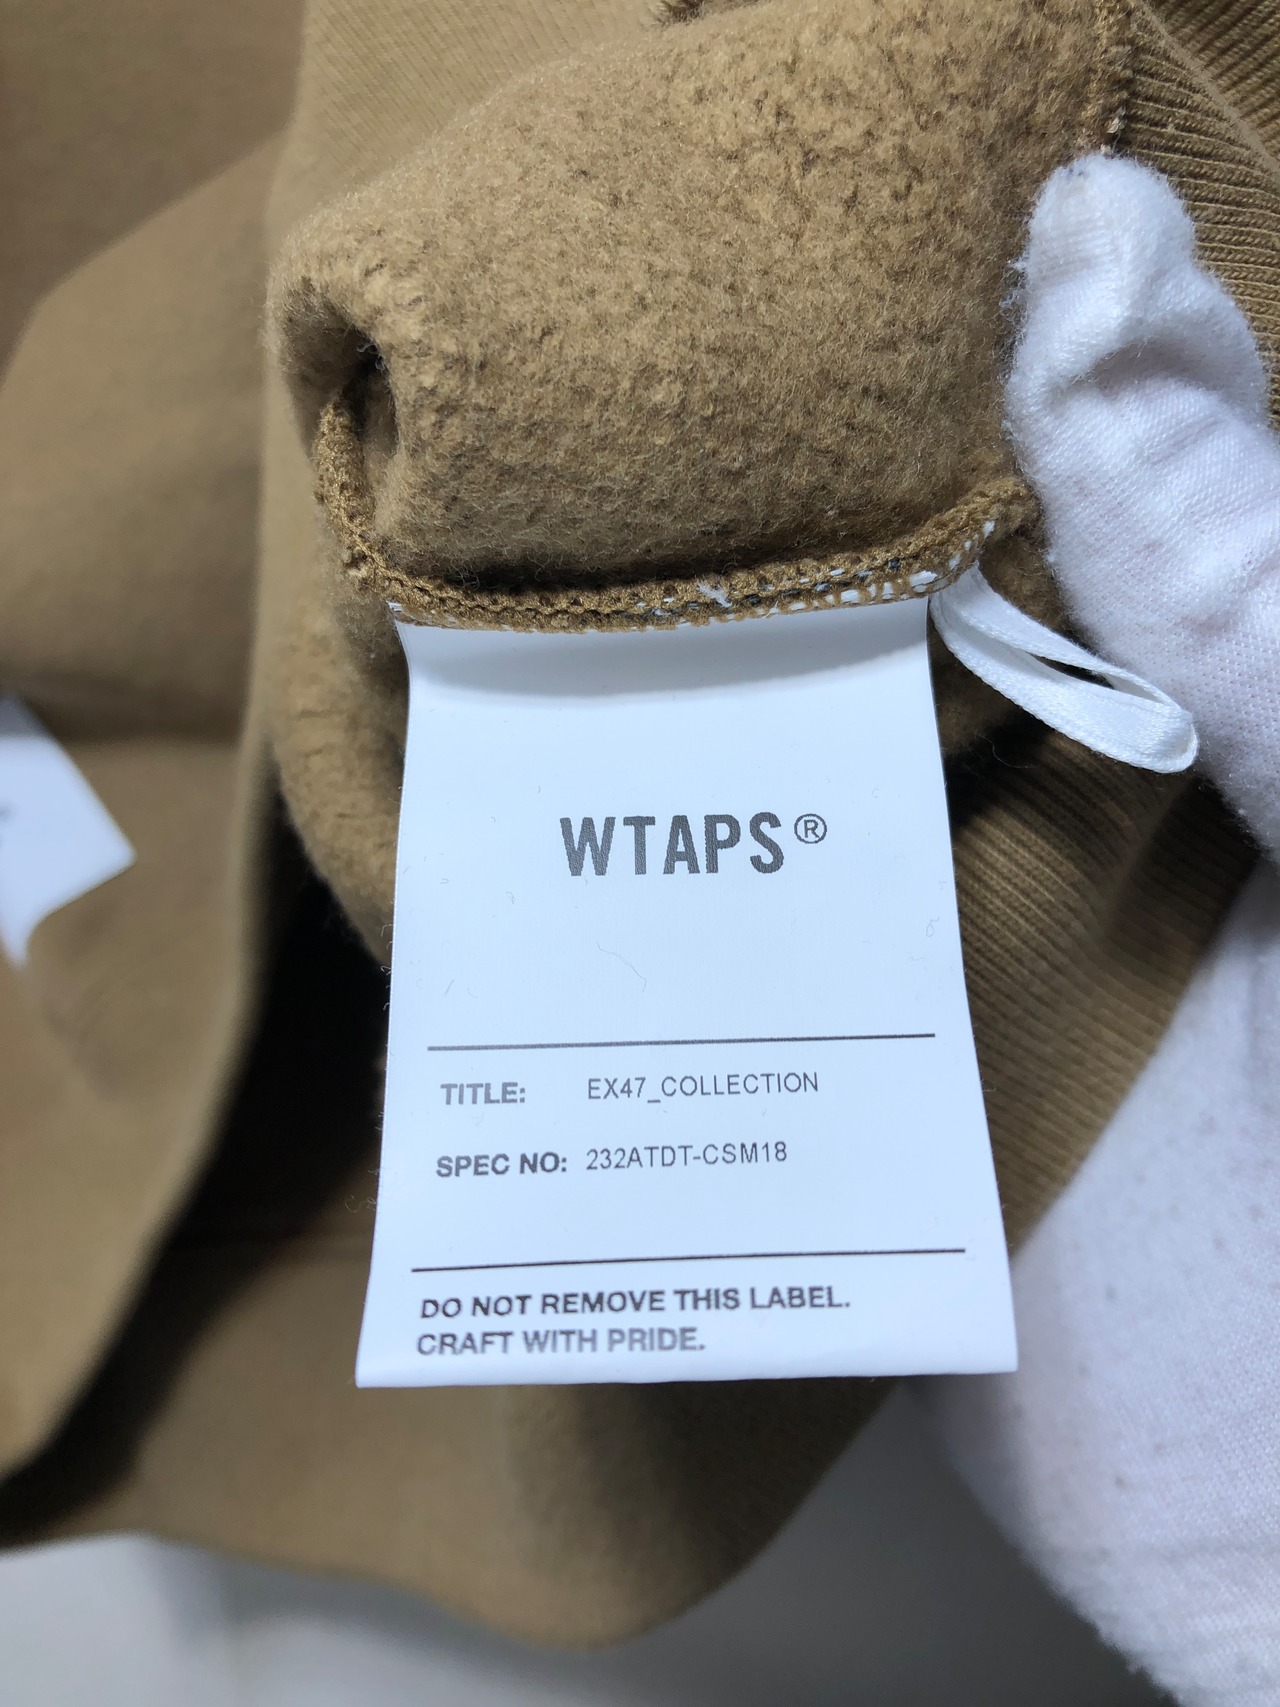 WTAPS®
TITLE: EX47_COLLECTION
SPEC NO: 232ATDT-CSM18
DO NOT REMOVE THIS LABEL.
CRAFT WITH PRIDE.